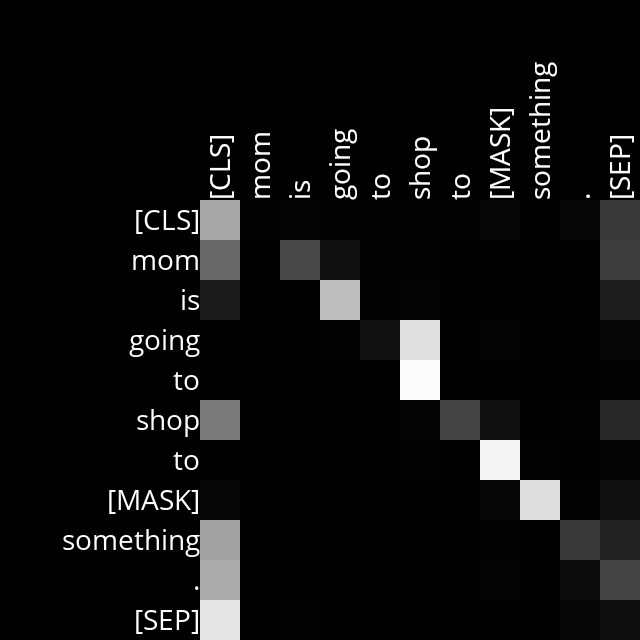 [CLS]
mom
is
going
to
shop
to
[MASK]
something
.
[SEP]
[CLS]
mom
is
going
to
shop
to
[MASK]
something
.
[SEP]